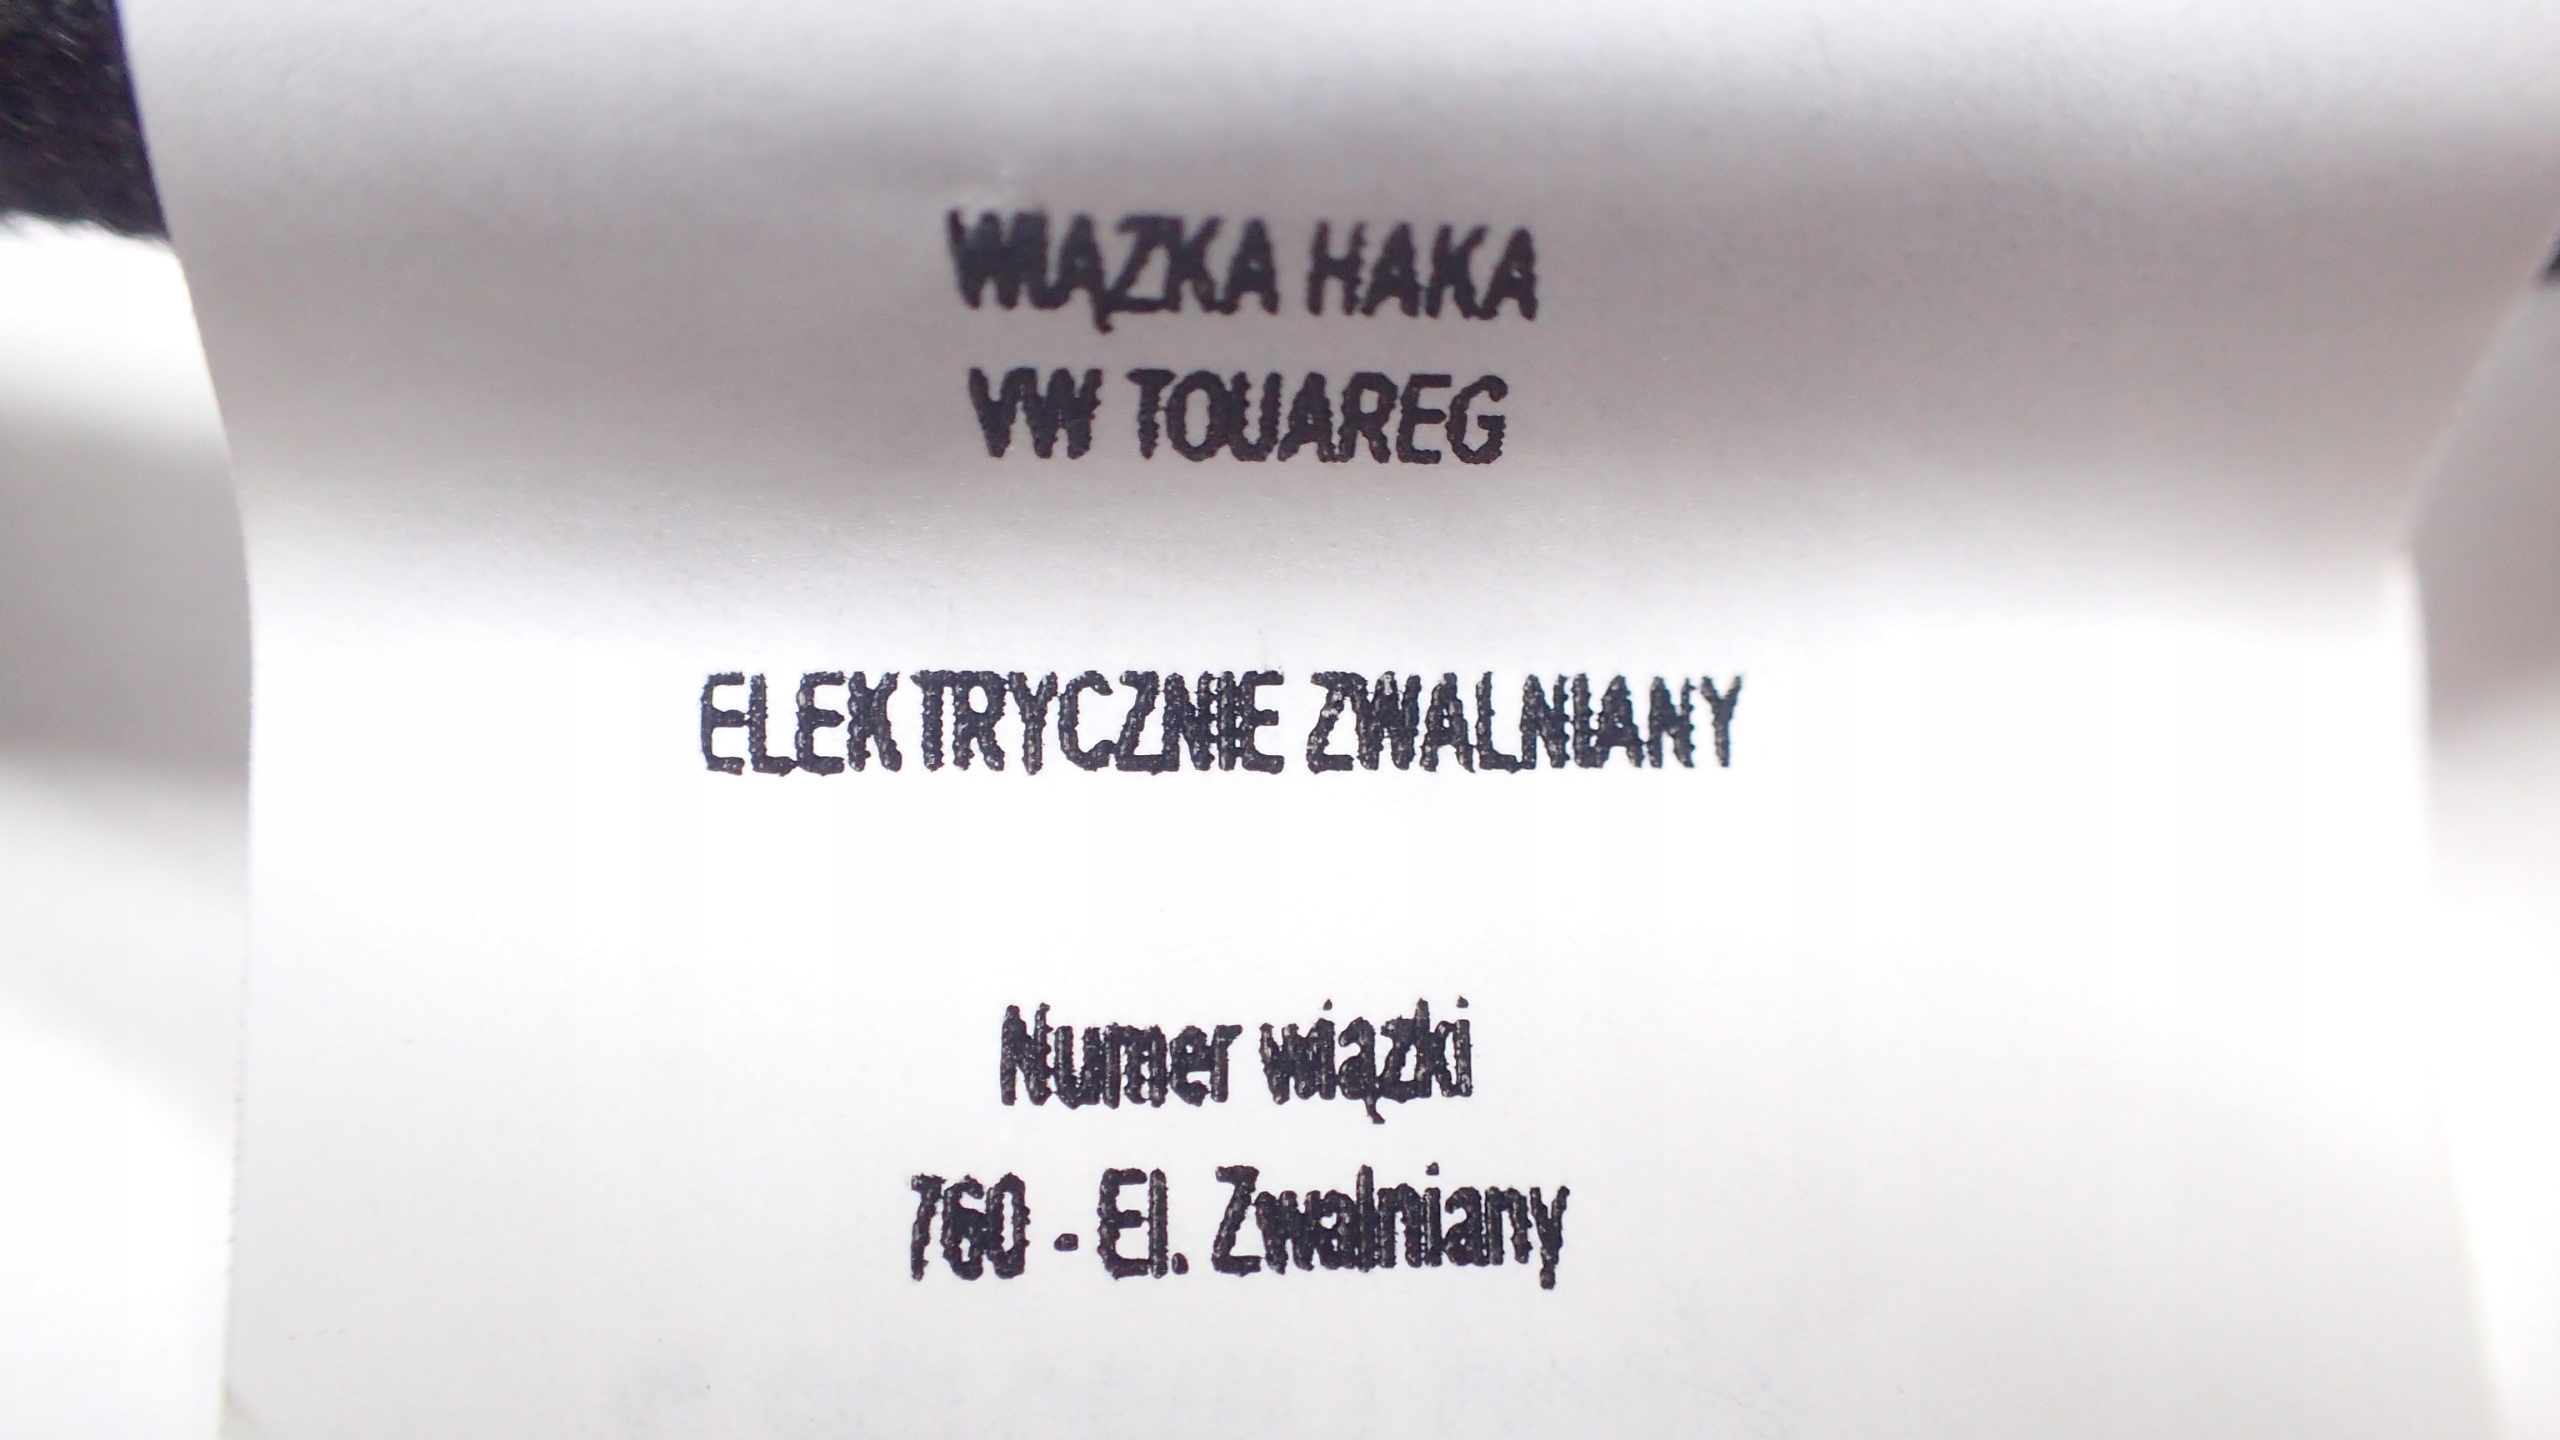 WIĄZKA HAKA
VW TOUAREG
ELEKTRYCZNIE ZWALNIANY
Numer wiązki
760 - El. Zwalniany